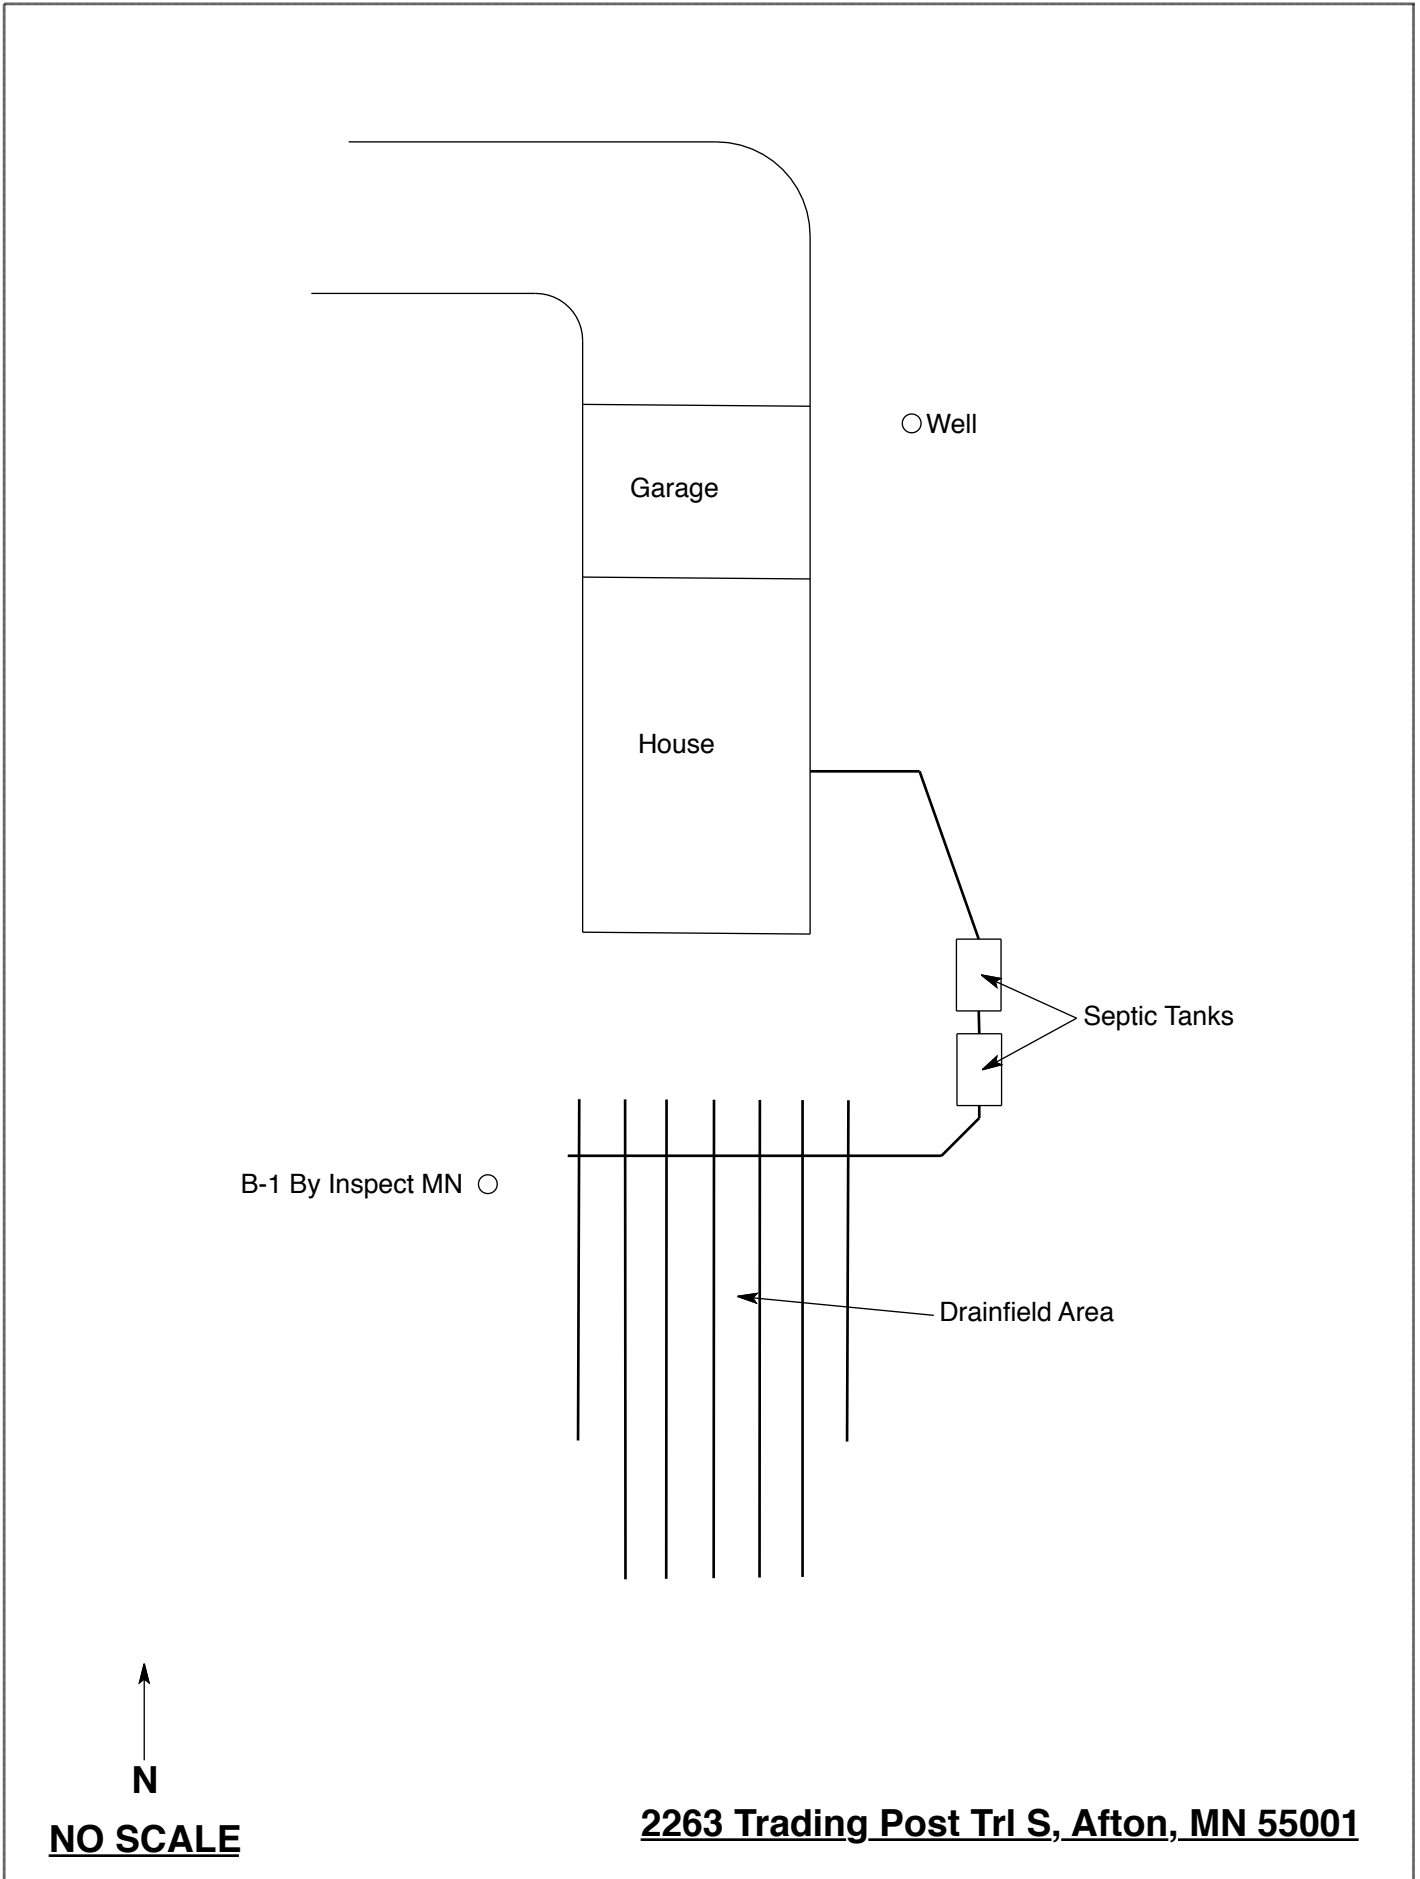 Well
Garage
House
Septic Tanks
B-1 By Inspect MN
Drainfield Area
N
NO SCALE
2263 Trading Post Trl S, Afton, MN 55001